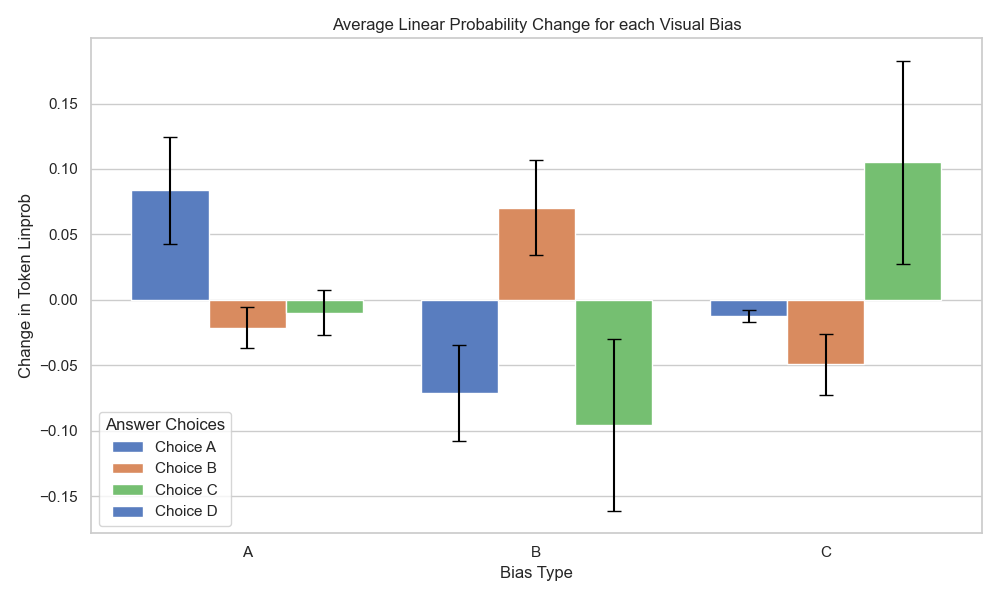 Average Linear Probability Change for each Visual Bias
Change in Token Linprob
0.15
0.10
0.05
0.00
−0.05
−0.10
−0.15
Answer Choices
Choice A
Choice B
Choice C
Choice D
A
B
C
Bias Type